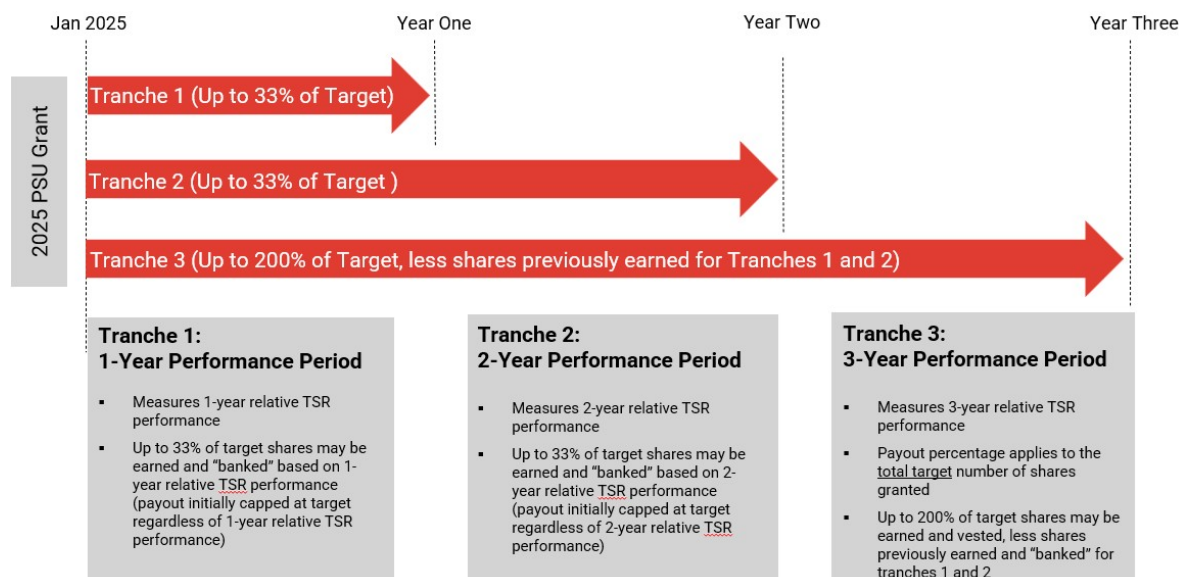 Jan 2025
Year One
Year Two
Year Three
2025 PSU Grant
Tranche 1 (Up to 33% of Target)
Tranche 2 (Up to 33% of Target )
Tranche 3 (Up to 200% of Target, less shares previously earned for Tranches 1 and 2)
Tranche 1:
1-Year Performance Period
▪ Measures 1-year relative TSR
performance
▪ Up to 33% of target shares may be
earned and “banked” based on 1-
year relative TSR performance
(payout initially capped at target
regardless of 1-year relative TSR
performance)
Tranche 2:
2-Year Performance Period
▪ Measures 2-year relative TSR
performance
▪ Up to 33% of target shares may be
earned and “banked” based on 2-
year relative TSR performance
(payout initially capped at target
regardless of 2-year relative TSR
performance)
Tranche 3:
3-Year Performance Period
▪ Measures 3-year relative TSR
performance
▪ Payout percentage applies to the
total target number of shares
granted
▪ Up to 200% of target shares may be
earned and vested, less shares
previously earned and “banked” for
tranches 1 and 2